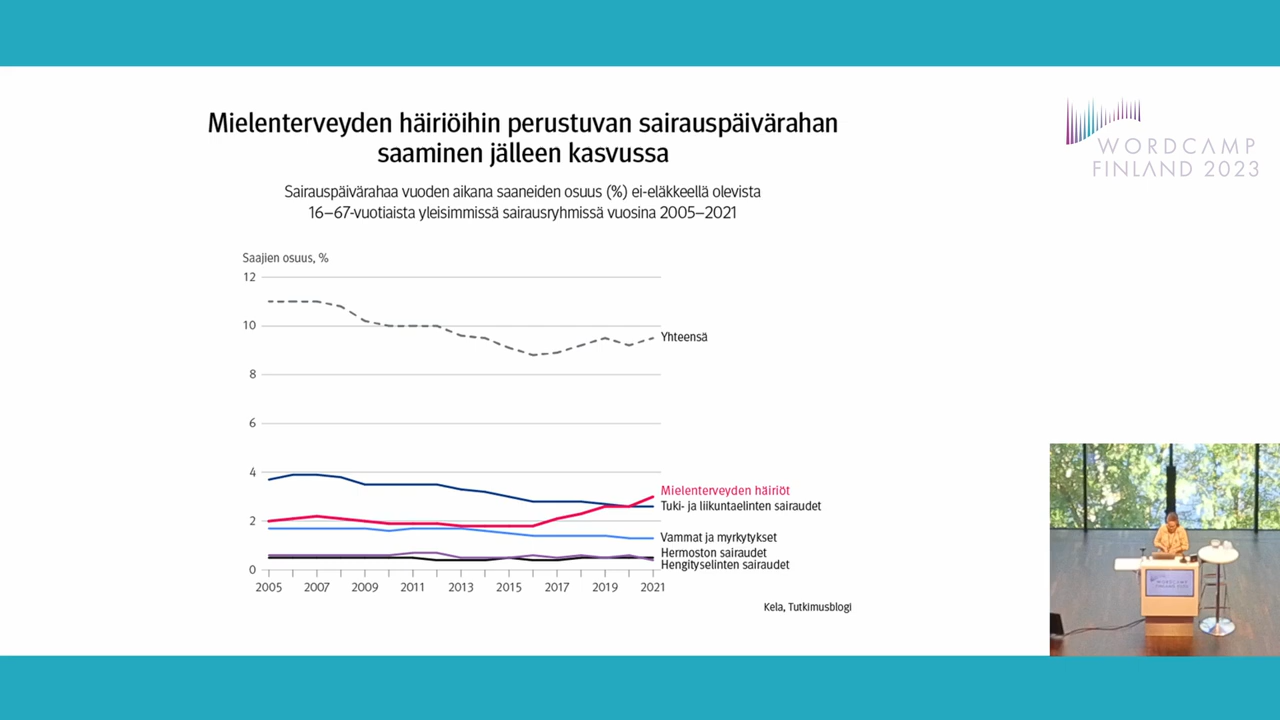 Mielenterveyden häiriöihin perustuvan sairauspäivärahan
saaminen jälleen kasvussa
Sairauspäivärahaa vuoden aikana saaneiden osuus (%) ei-eläkkeellä olevista
16–67-vuotiaista yleisimmissä sairausryhmissä vuosina 2005–2021
WORDCAMP
FINLAND 2023
Saajien osuus, %
12
10
8
6
4
2
0
Yhteensä
Mielenterveyden häiriöt
Tuki- ja liikuntaelinten sairaudet
Vammat ja myrkytykset
Hermoston sairaudet
Hengityselinten sairaudet
2005 2007 2009 2011 2013 2015 2017 2019 2021
Kela, Tutkimusblogi
WORDCAMP
FINLAND 2023